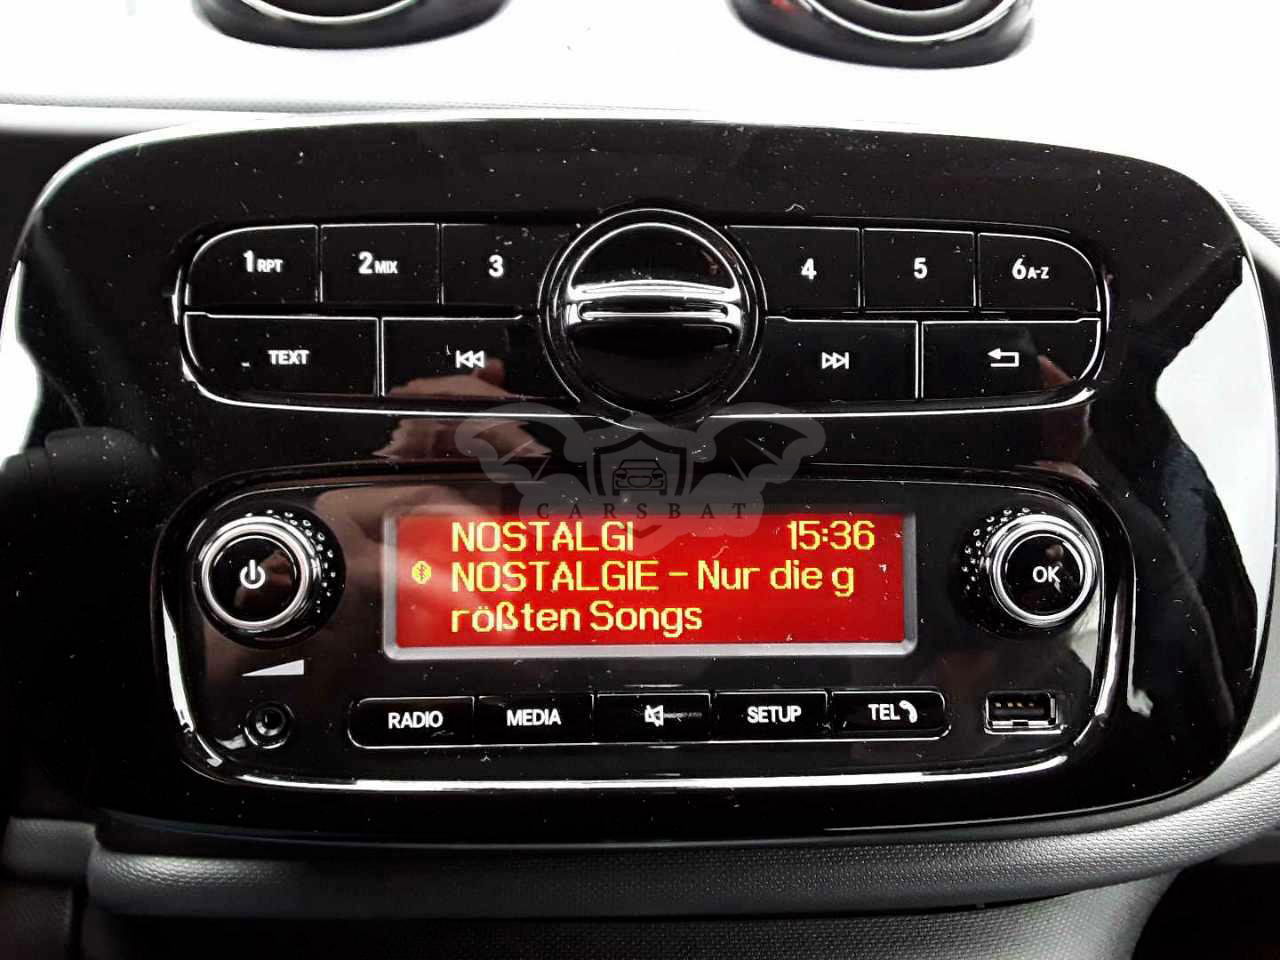 1 RPT 2 MIX 3 4 5 6 A-Z
TEXT
CARSBAT
NOSTALGI 15:36
NOSTALGIE - Nur die g
rößten Songs
OK
RADIO MEDIA SETUP TEL